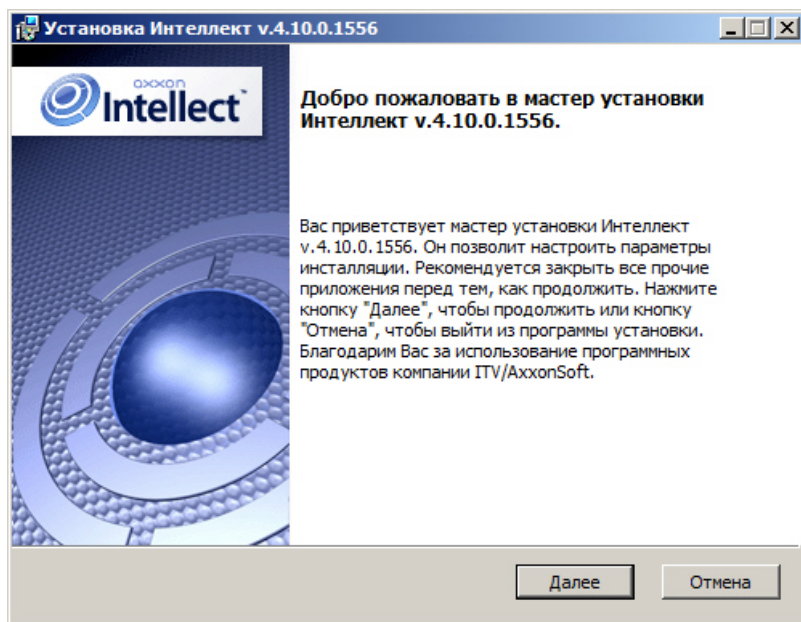 Установка Интеллект v.4.10.0.1556
axxon
Intellect™
Добро пожаловать в мастер установки
Интеллект v.4.10.0.1556.
Вас приветствует мастер установки Интеллект
v.4.10.0.1556. Он позволит настроить параметры
инсталляции. Рекомендуется закрыть все прочие
приложения перед тем, как продолжить. Нажмите
кнопку "Далее", чтобы продолжить или кнопку
"Отмена", чтобы выйти из программы установки.
Благодарим Вас за использование программных
продуктов компании ITV/AxxonSoft.
Далее
Отмена